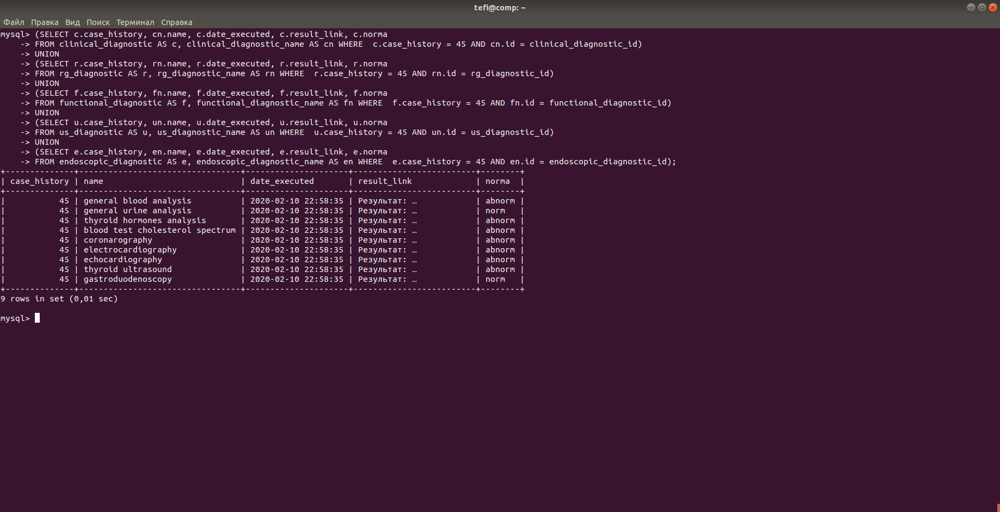 tefi@comp: ~
Файл Правка Вид Поиск Терминал Справка
mysql> (SELECT c.case_history, cn.name, c.date_executed, c.result_link, c.norma
    -> FROM clinical_diagnostic AS c, clinical_diagnostic_name AS cn WHERE  c.case_history = 45 AND cn.id = clinical_diagnostic_id)
    -> UNION
    -> (SELECT r.case_history, rn.name, r.date_executed, r.result_link, r.norma
    -> FROM rg_diagnostic AS r, rg_diagnostic_name AS rn WHERE  r.case_history = 45 AND rn.id = rg_diagnostic_id)
    -> UNION
    -> (SELECT f.case_history, fn.name, f.date_executed, f.result_link, f.norma
    -> FROM functional_diagnostic AS f, functional_diagnostic_name AS fn WHERE  f.case_history = 45 AND fn.id = functional_diagnostic_id)
    -> UNION
    -> (SELECT u.case_history, un.name, u.date_executed, u.result_link, u.norma
    -> FROM us_diagnostic AS u, us_diagnostic_name AS un WHERE  u.case_history = 45 AND un.id = us_diagnostic_id)
    -> UNION
    -> (SELECT e.case_history, en.name, e.date_executed, e.result_link, e.norma
    -> FROM endoscopic_diagnostic AS e, endoscopic_diagnostic_name AS en WHERE  e.case_history = 45 AND en.id = endoscopic_diagnostic_id);
+--------------+---------------------------------+---------------------+-------------------------+--------+
| case_history | name                            | date_executed       | result_link             | norma  |
+--------------+---------------------------------+---------------------+-------------------------+--------+
|           45 | general blood analysis          | 2020-02-10 22:58:35 | Результат: …            | abnorm |
|           45 | general urine analysis          | 2020-02-10 22:58:35 | Результат: …            | norm   |
|           45 | thyroid hormones analysis       | 2020-02-10 22:58:35 | Результат: …            | abnorm |
|           45 | blood test cholesterol spectrum | 2020-02-10 22:58:35 | Результат: …            | abnorm |
|           45 | coronarography                  | 2020-02-10 22:58:35 | Результат: …            | abnorm |
|           45 | electrocardiography             | 2020-02-10 22:58:35 | Результат: …            | abnorm |
|           45 | echocardiography                | 2020-02-10 22:58:35 | Результат: …            | abnorm |
|           45 | thyroid ultrasound              | 2020-02-10 22:58:35 | Результат: …            | abnorm |
|           45 | gastroduodenoscopy              | 2020-02-10 22:58:35 | Результат: …            | norm   |
+--------------+---------------------------------+---------------------+-------------------------+--------+
9 rows in set (0,01 sec)
mysql>